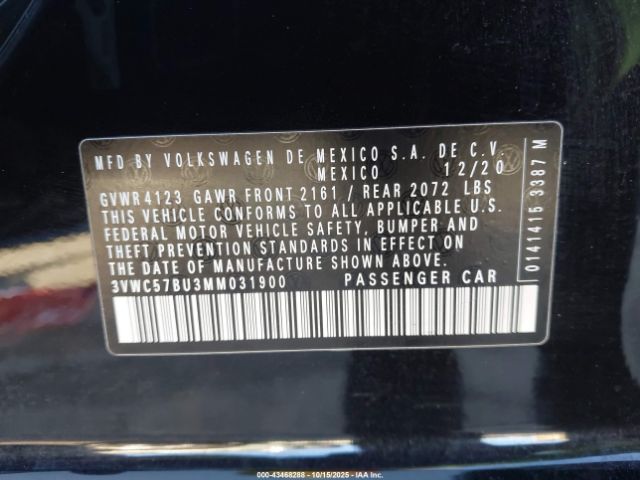 MFD BY VOLKSWAGEN DE MEXICO S.A. DE C.V.
MEXICO 12/20
GVWR 4123 GAWR FRONT 2161 / REAR 2072 LBS
THIS VEHICLE CONFORMS TO ALL APPLICABLE U.S.
FEDERAL MOTOR VEHICLE SAFETY, BUMPER AND
THEFT PREVENTION STANDARDS IN EFFECT ON
THE DATE OF MANUFACTURE SHOWN ABOVE.
3VWC57BU3MM031900 PASSENGER CAR
0141415 3387 M
000-43468288 - 10/15/2025 - IAAI.com